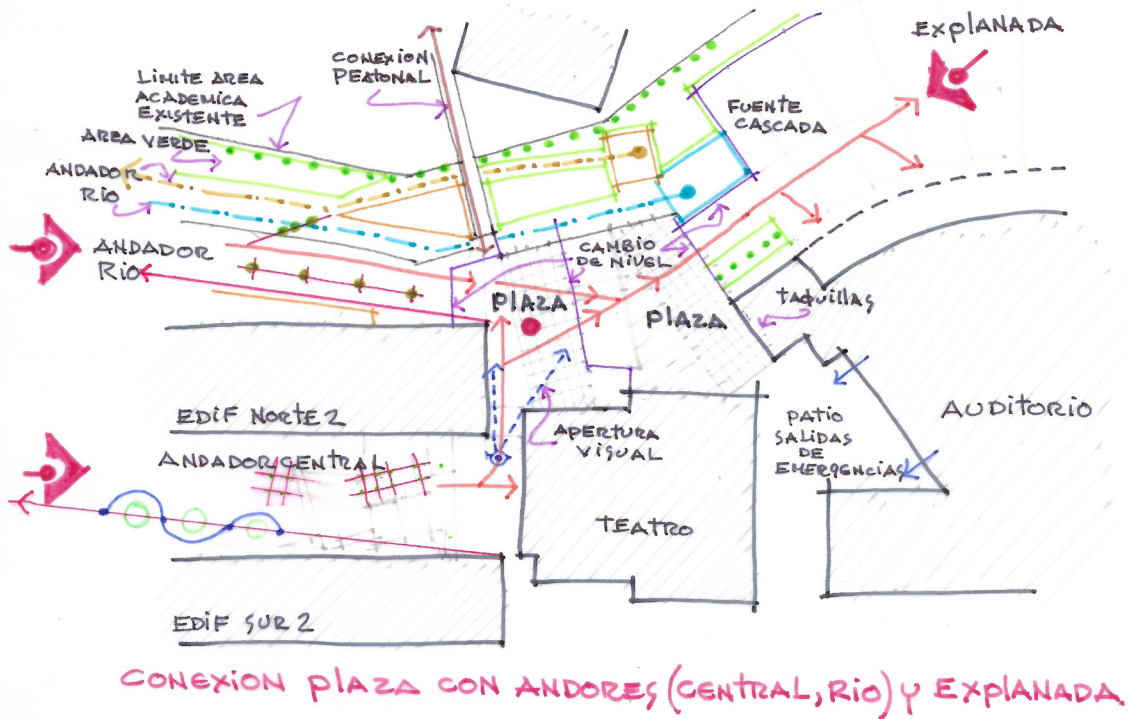 EXPLANADA
CONEXION
PEATONAL
LIMITE AREA
ACADEMICA
EXISTENTE
AREA VERDE
ANDADOR
RIO
FUENTE
CASCADA
ANDADOR
RIO
CAMBIO
DE NIVEL
PLAZA
PLAZA
TAQUILLAS
EDIF NORTE 2
APERTURA
VISUAL
PATIO
SALIDAS
DE
EMERGENCIAS
AUDITORIO
ANDADOR CENTRAL
TEATRO
EDIF SUR 2
CONEXION PLAZA CON ANDORES (CENTRAL, RIO) Y EXPLANADA